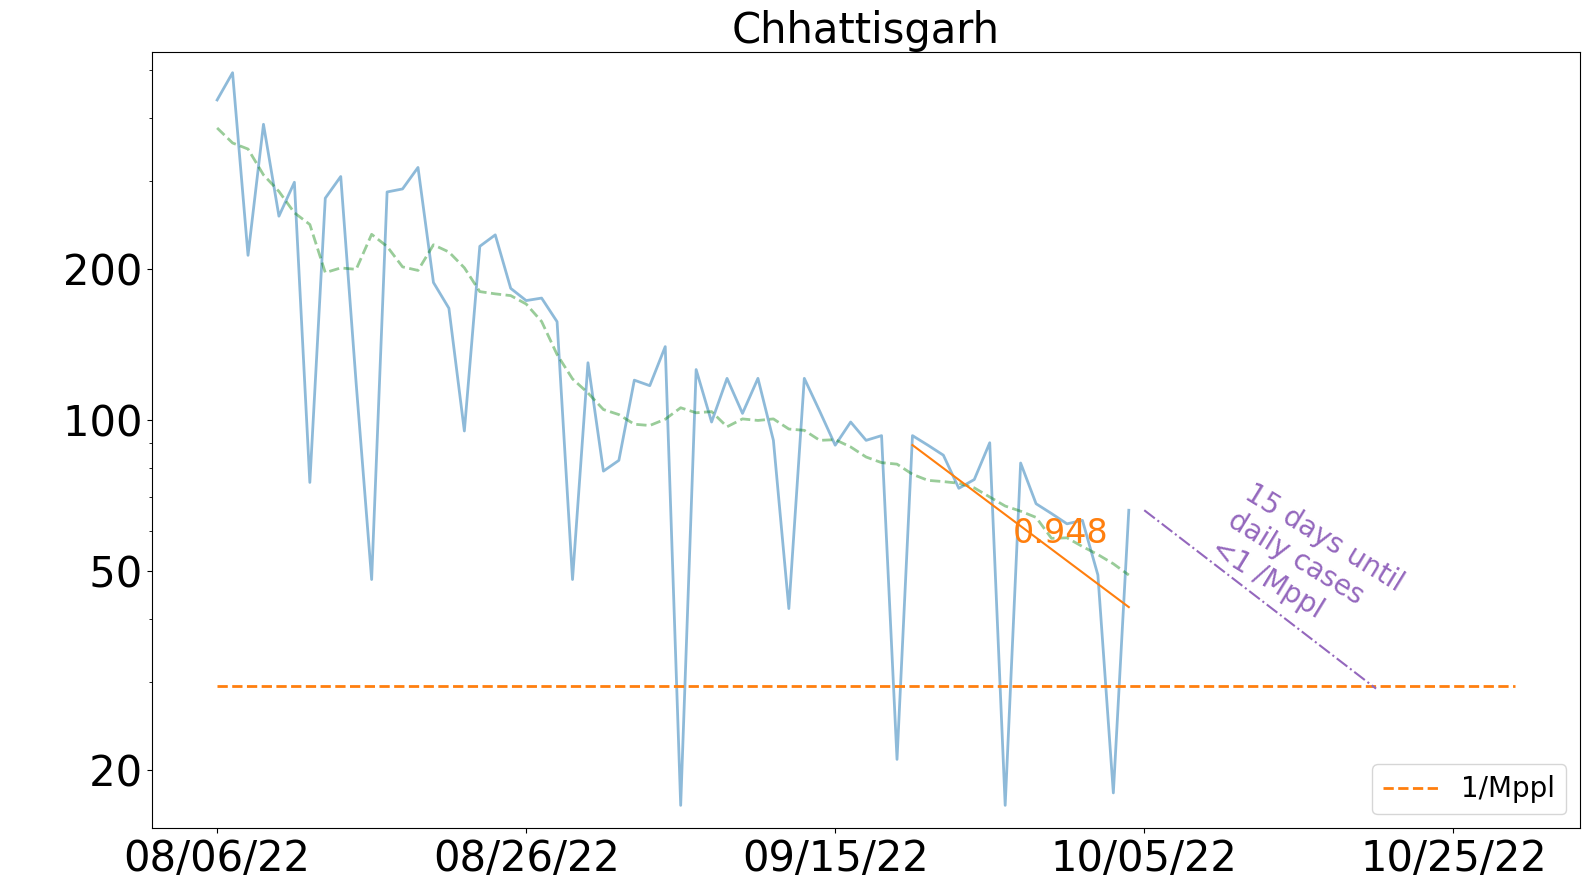 Chhattisgarh
200
100
50
20
0.948
15 days until
daily cases
<1 /Mppl
1/Mppl
08/06/22
08/26/22
09/15/22
10/05/22
10/25/22